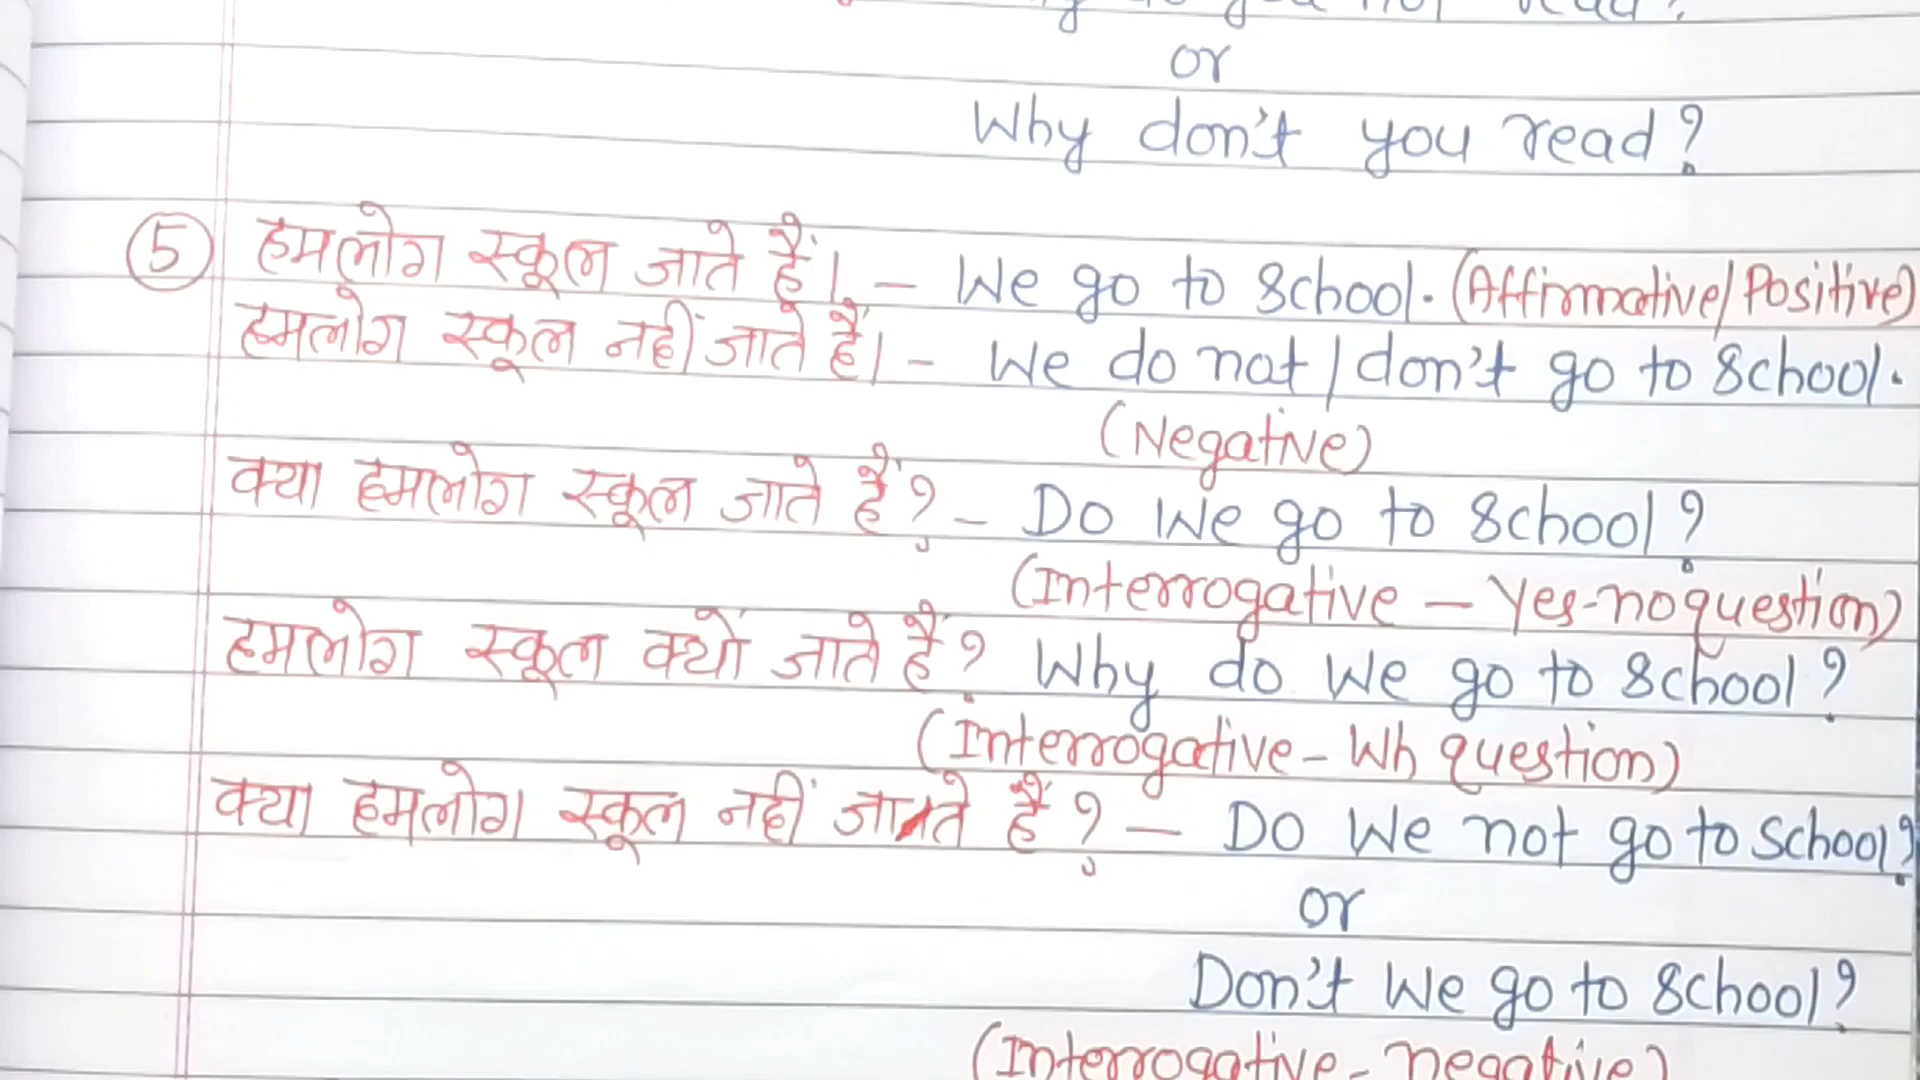 you not read?
or
Why don't you read?
⑤ हमलोग स्कूल जाते हैं। – We go to School. (Affirmative/Positive)
हमलोग स्कूल नहीं जाते हैं। – We do not/don't go to School.
(Negative)
क्या हमलोग स्कूल जाते हैं? – Do We go to School?
(Interrogative – Yes-no question)
हमलोग स्कूल क्यों जाते हैं? Why do We go to School?
(Interrogative – Wh question)
क्या हमलोग स्कूल नहीं जाते हैं? – Do We not go to School?
or
Don't We go to School?
(Interrogative – negative)